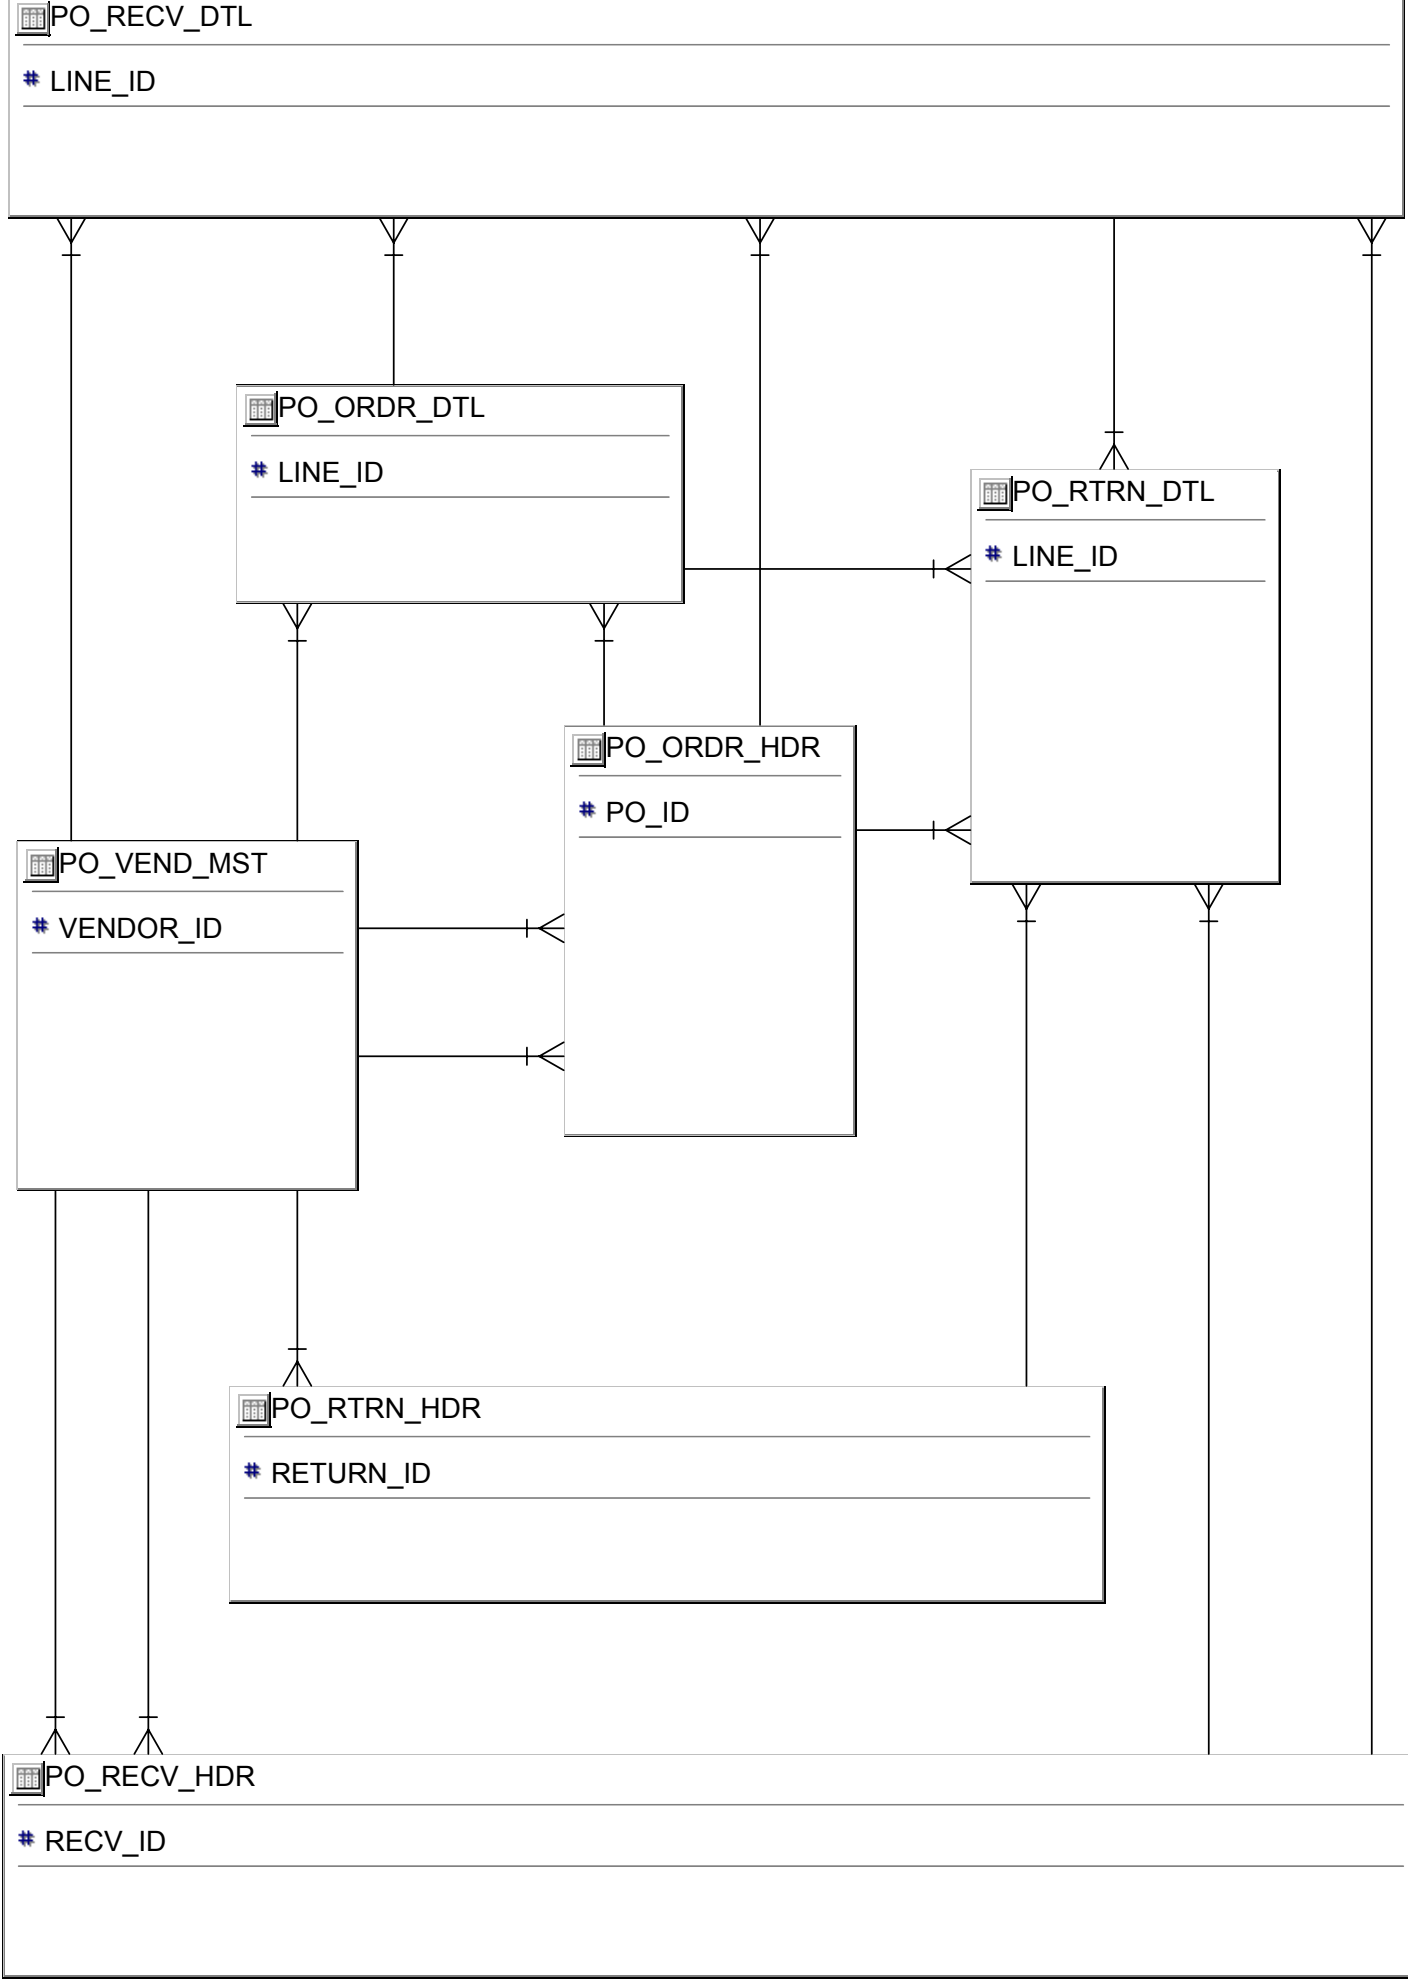 PO_RECV_DTL
# LINE_ID
PO_ORDR_DTL
# LINE_ID
PO_RTRN_DTL
# LINE_ID
PO_ORDR_HDR
# PO_ID
PO_VEND_MST
# VENDOR_ID
PO_RTRN_HDR
# RETURN_ID
PO_RECV_HDR
# RECV_ID